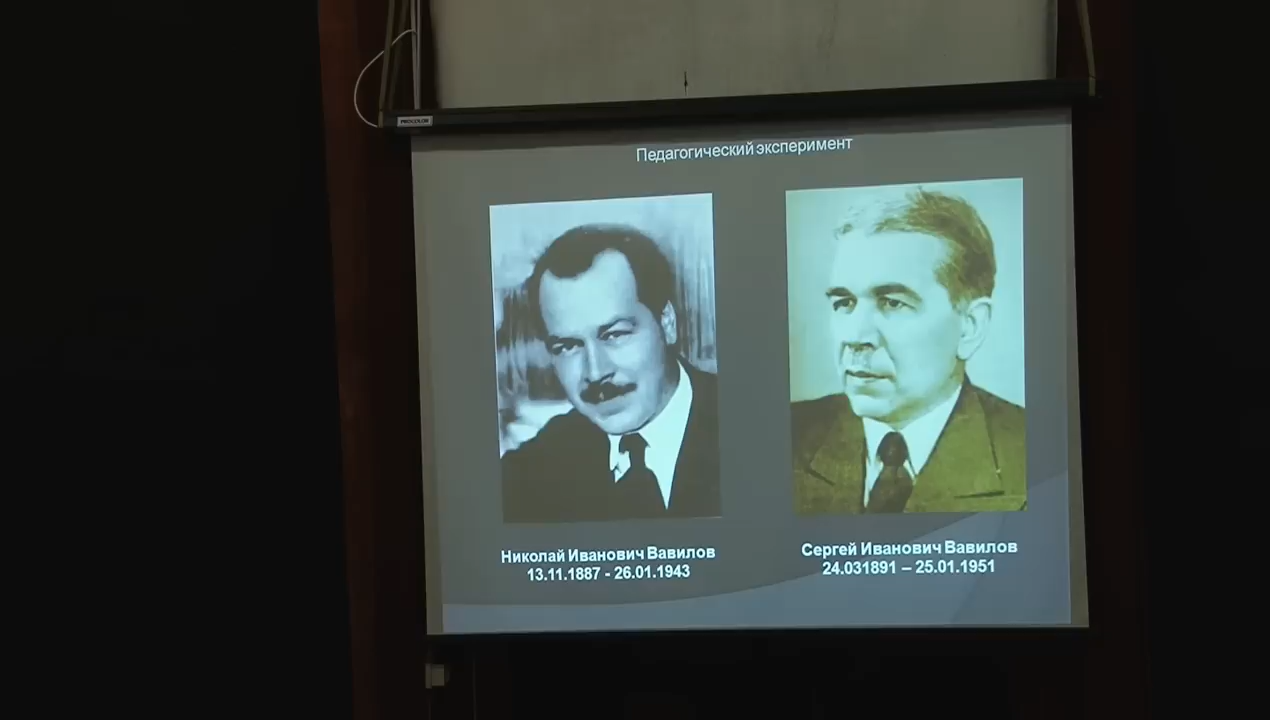 PROCOLOR
Педагогический эксперимент
Николай Иванович Вавилов
13.11.1887 - 26.01.1943
Сергей Иванович Вавилов
24.031891 – 25.01.1951